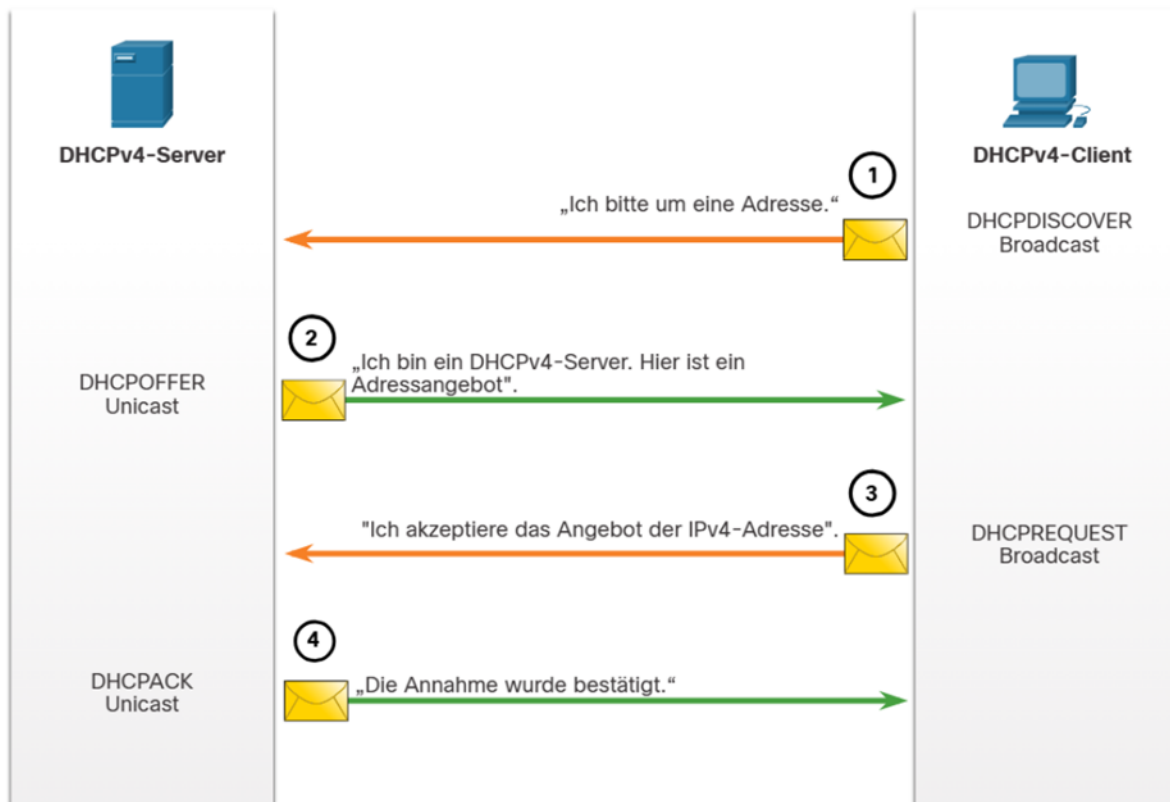 DHCPv4-Server
DHCPv4-Client
1
„Ich bitte um eine Adresse.“
DHCPDISCOVER
Broadcast
2
„Ich bin ein DHCPv4-Server. Hier ist ein
Adressangebot".
DHCPOFFER
Unicast
3
"Ich akzeptiere das Angebot der IPv4-Adresse".
DHCPREQUEST
Broadcast
4
„Die Annahme wurde bestätigt.“
DHCPACK
Unicast